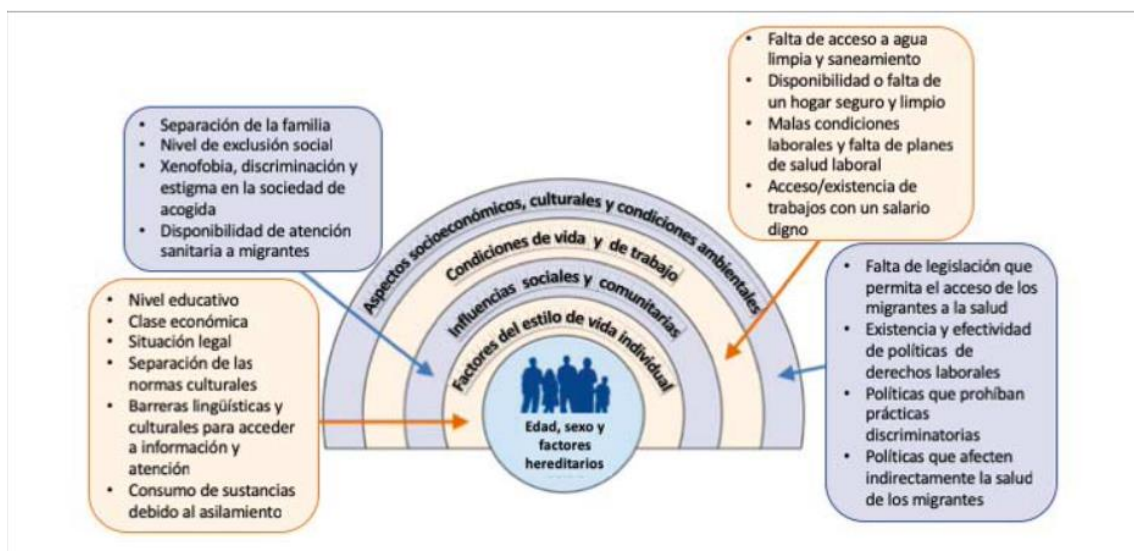 • Separación de la familia
• Nivel de exclusión social
• Xenofobia, discriminación y
estigma en la sociedad de
acogida
• Disponibilidad de atención
sanitaria a migrantes
• Nivel educativo
• Clase económica
• Situación legal
• Separación de las
normas culturales
• Barreras lingüísticas y
culturales para acceder
a información y
atención
• Consumo de sustancias
debido al asilamiento
Aspectos socioeconómicos, culturales y condiciones ambientales
Condiciones de vida y de trabajo
Influencias sociales y comunitarias
Factores del estilo de vida individual
Edad, sexo y
factores
hereditarios
• Falta de acceso a agua
limpia y saneamiento
• Disponibilidad o falta de
un hogar seguro y limpio
• Malas condiciones
laborales y falta de planes
de salud laboral
• Acceso/existencia de
trabajos con un salario
digno
• Falta de legislación que
permita el acceso de los
migrantes a la salud
• Existencia y efectividad
de políticas de
derechos laborales
• Políticas que prohíban
prácticas
discriminatorias
• Políticas que afecten
indirectamente la salud
de los migrantes